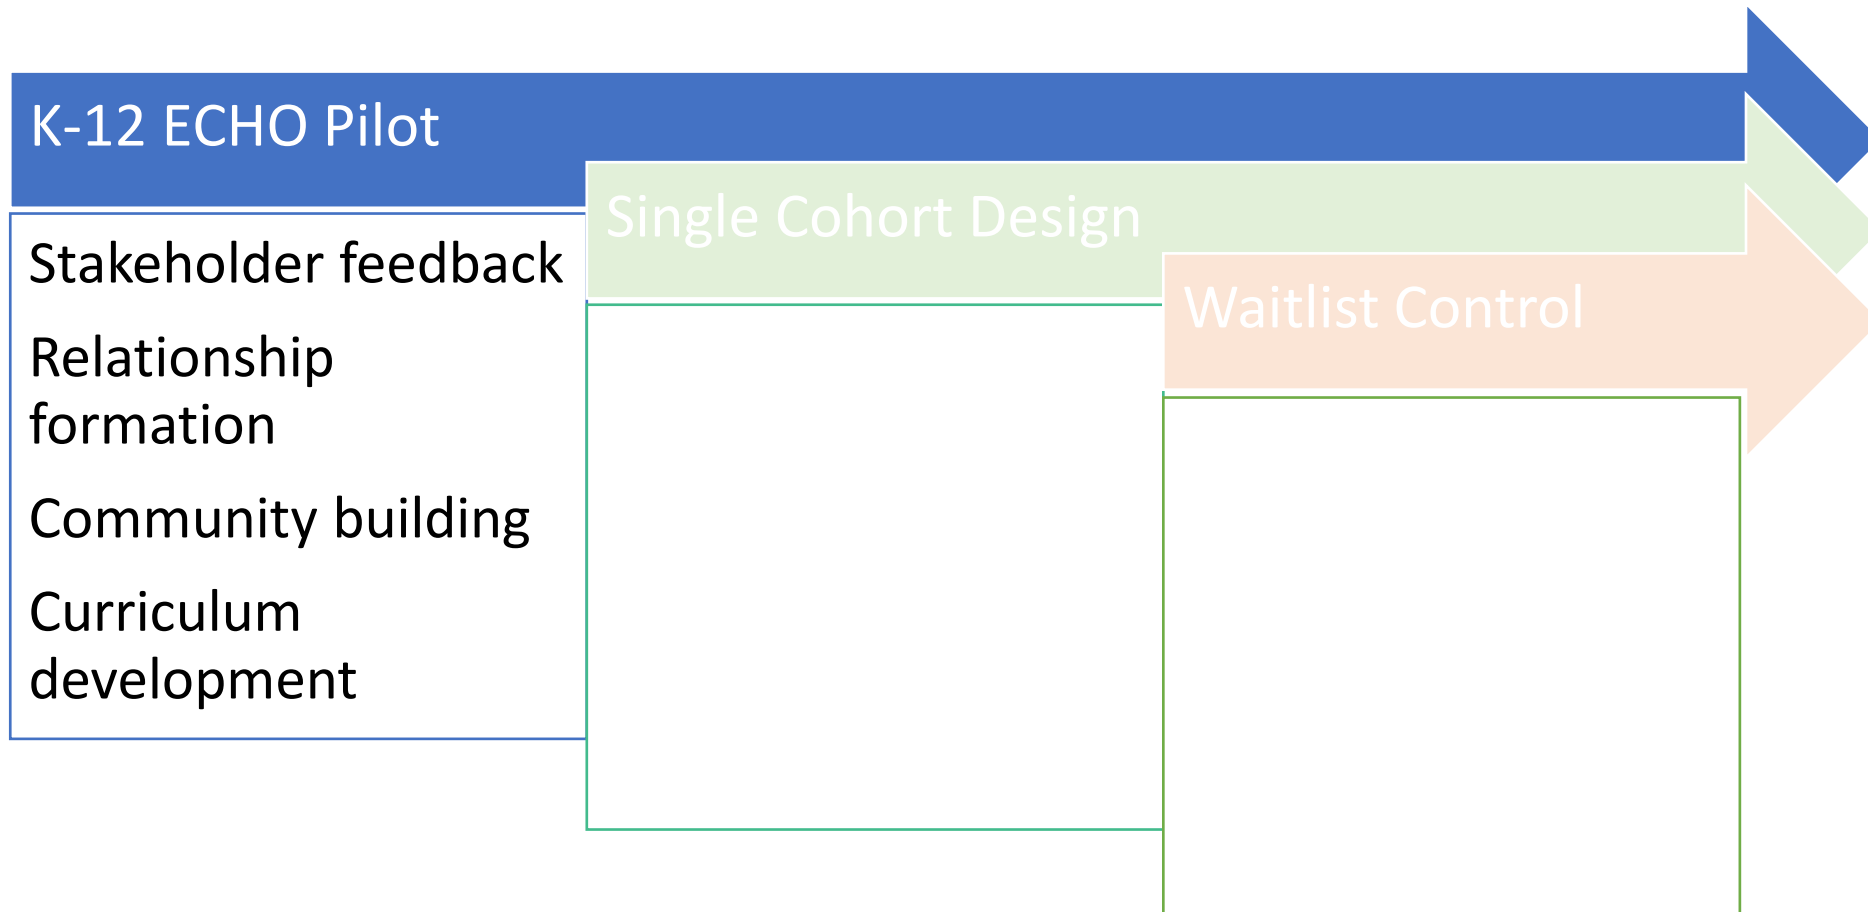 K-12 ECHO Pilot
Single Cohort Design
Waitlist Control
Stakeholder feedback
Relationship
formation
Community building
Curriculum
development